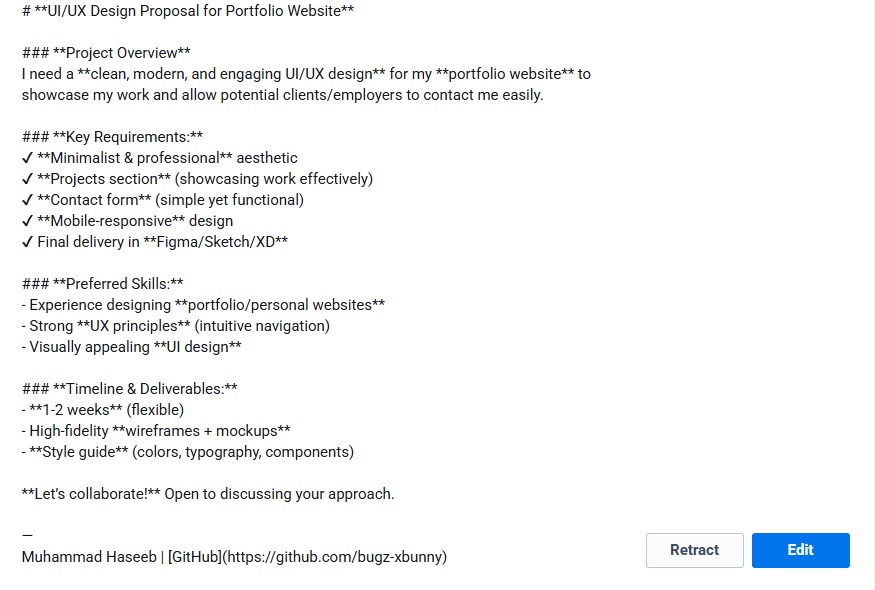 # **UI/UX Design Proposal for Portfolio Website**
### **Project Overview**
I need a **clean, modern, and engaging UI/UX design** for my **portfolio website** to
showcase my work and allow potential clients/employers to contact me easily.
### **Key Requirements:**
✓ **Minimalist & professional** aesthetic
✓ **Projects section** (showcasing work effectively)
✓ **Contact form** (simple yet functional)
✓ **Mobile-responsive** design
✓ Final delivery in **Figma/Sketch/XD**
### **Preferred Skills:**
- Experience designing **portfolio/personal websites**
- Strong **UX principles** (intuitive navigation)
- Visually appealing **UI design**
### **Timeline & Deliverables:**
- **1-2 weeks** (flexible)
- High-fidelity **wireframes + mockups**
- **Style guide** (colors, typography, components)
**Let’s collaborate!** Open to discussing your approach.
—
Muhammad Haseeb | [GitHub](https://github.com/bugz-xbunny)
Retract
Edit